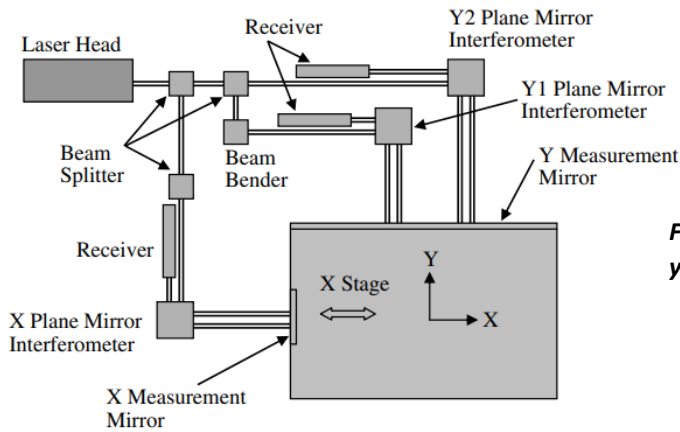 Laser Head
Receiver
Y2 Plane Mirror
Interferometer
Y1 Plane Mirror
Interferometer
Beam
Splitter
Beam
Bender
Y Measurement
Mirror
Receiver
X Stage
Y
X
X Plane Mirror
Interferometer
X Measurement
Mirror
F
y